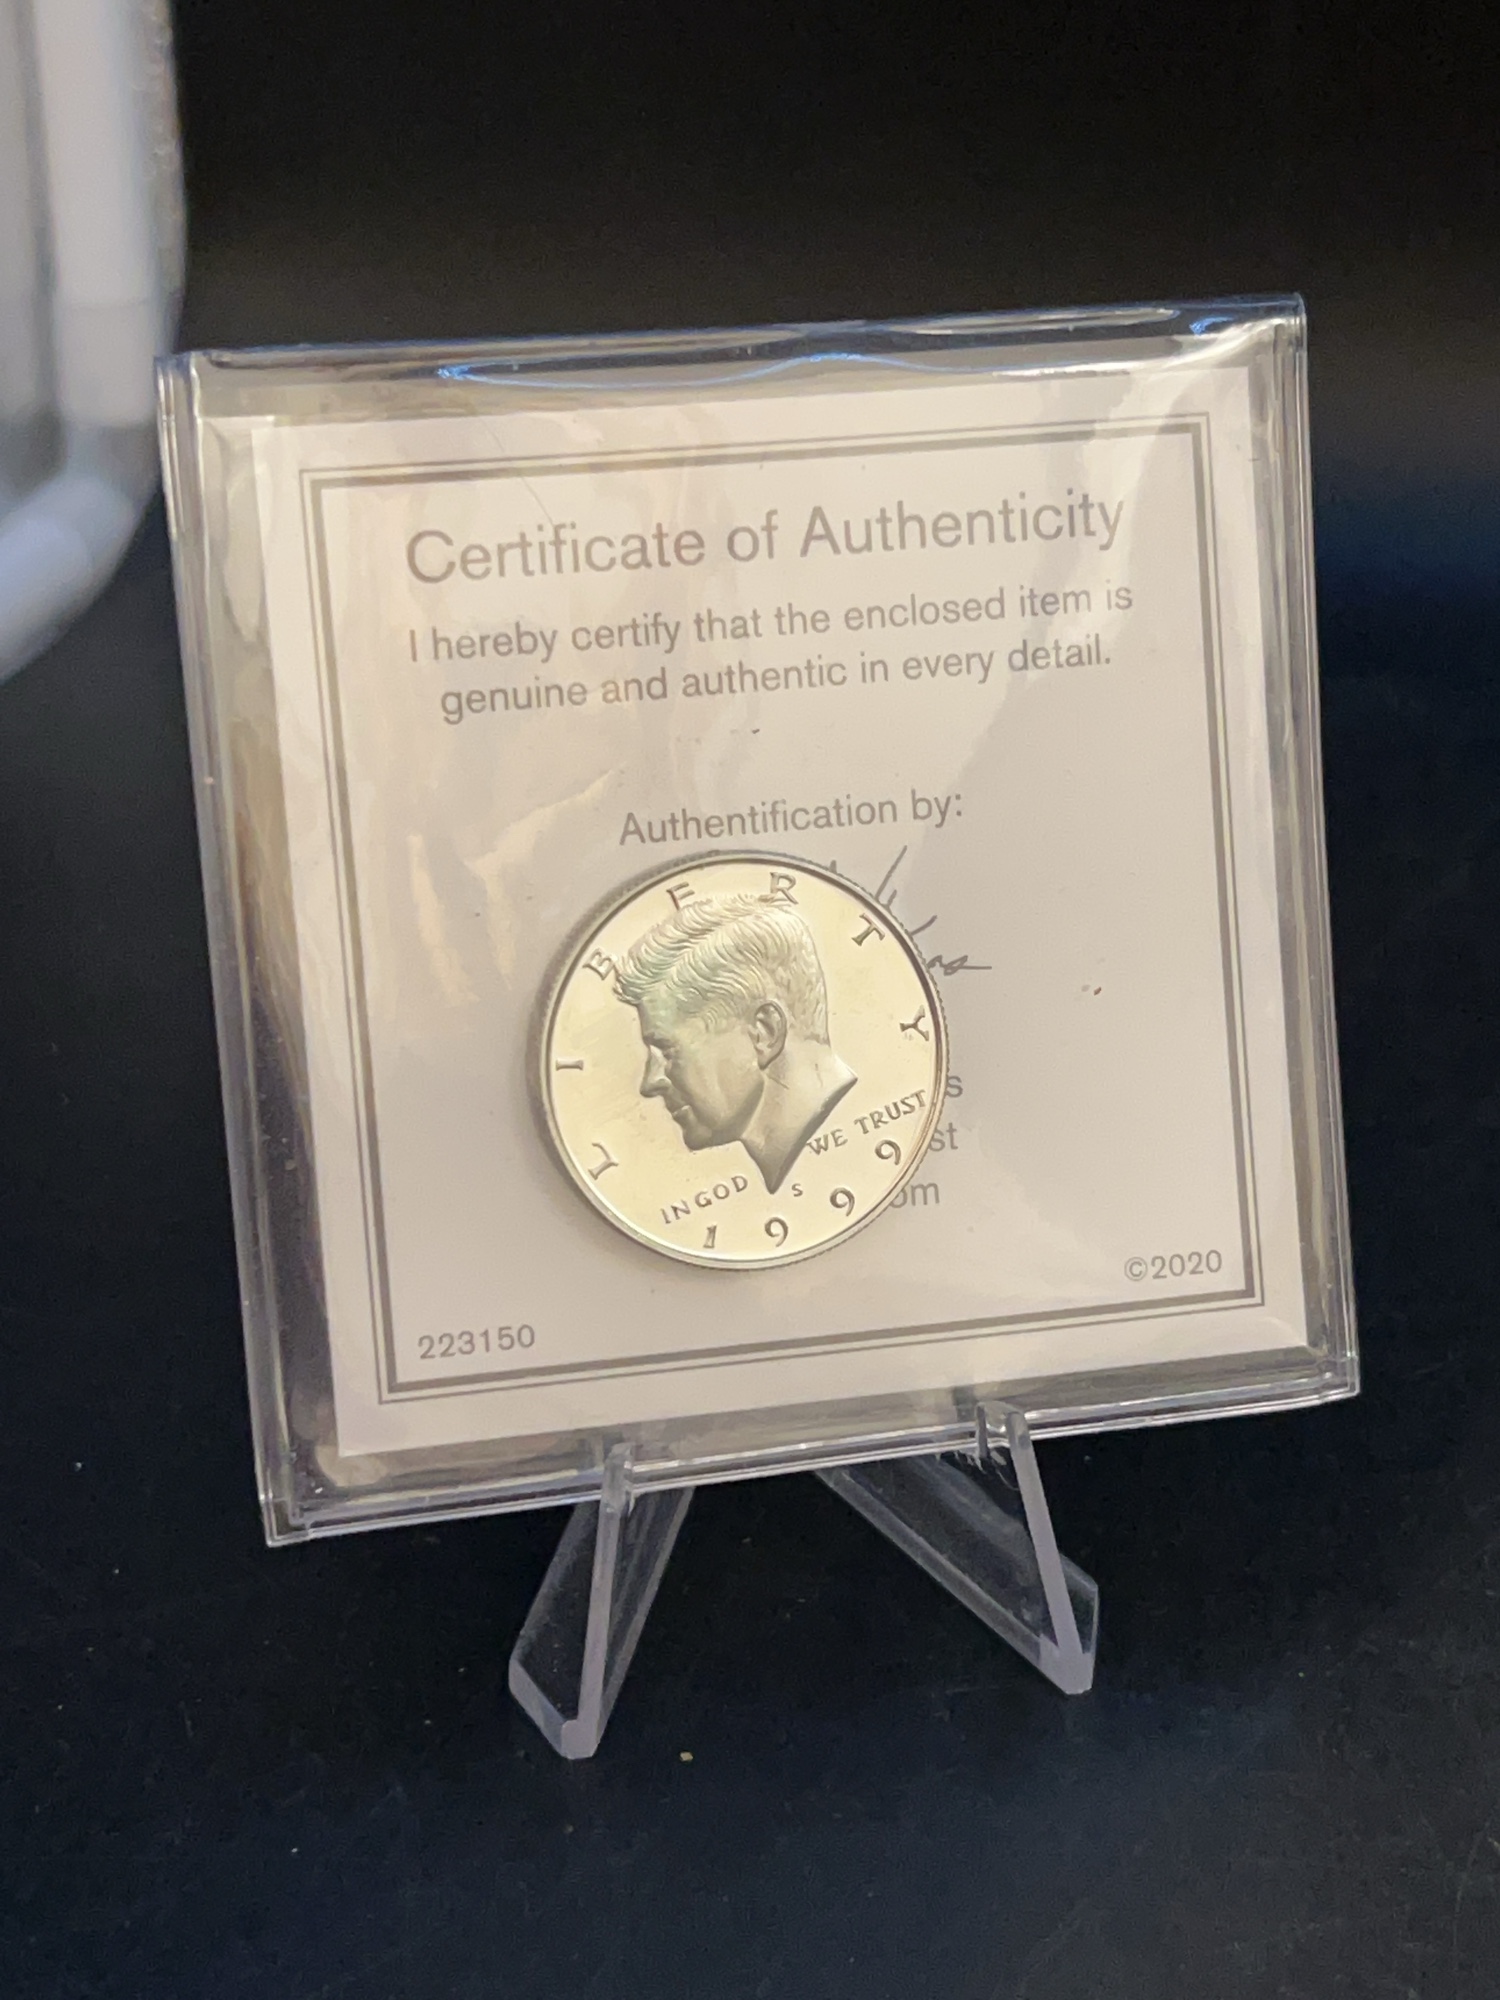 Certificate of Authenticity
I hereby certify that the enclosed item is
genuine and authentic in every detail.
Authentification by:
LIBERTY
IN GOD WE TRUST
S
1999
©2020
223150